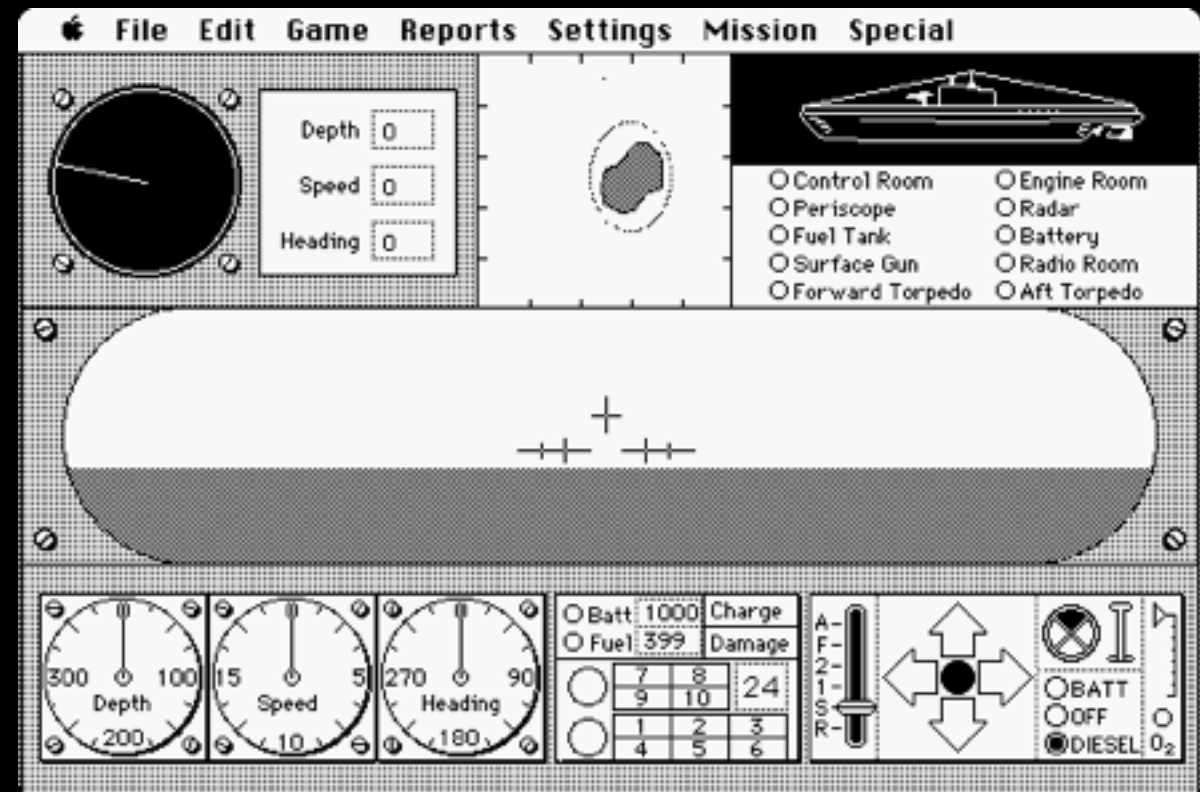 File Edit Game Reports Settings Mission Special
Depth 0
Speed 0
Heading 0
Control Room Engine Room
Periscope Radar
Fuel Tank Battery
Surface Gun Radio Room
Forward Torpedo Aft Torpedo
0
300 100
Depth
200
0
15 5
Speed
10
0
270 90
Heading
180
Batt 1000 Charge
Fuel 399 Damage
7 8 24
9 10
1 2 3
4 5 6
A-
F-
2-
1-
S-
R-
BATT
OFF
DIESEL
O₂